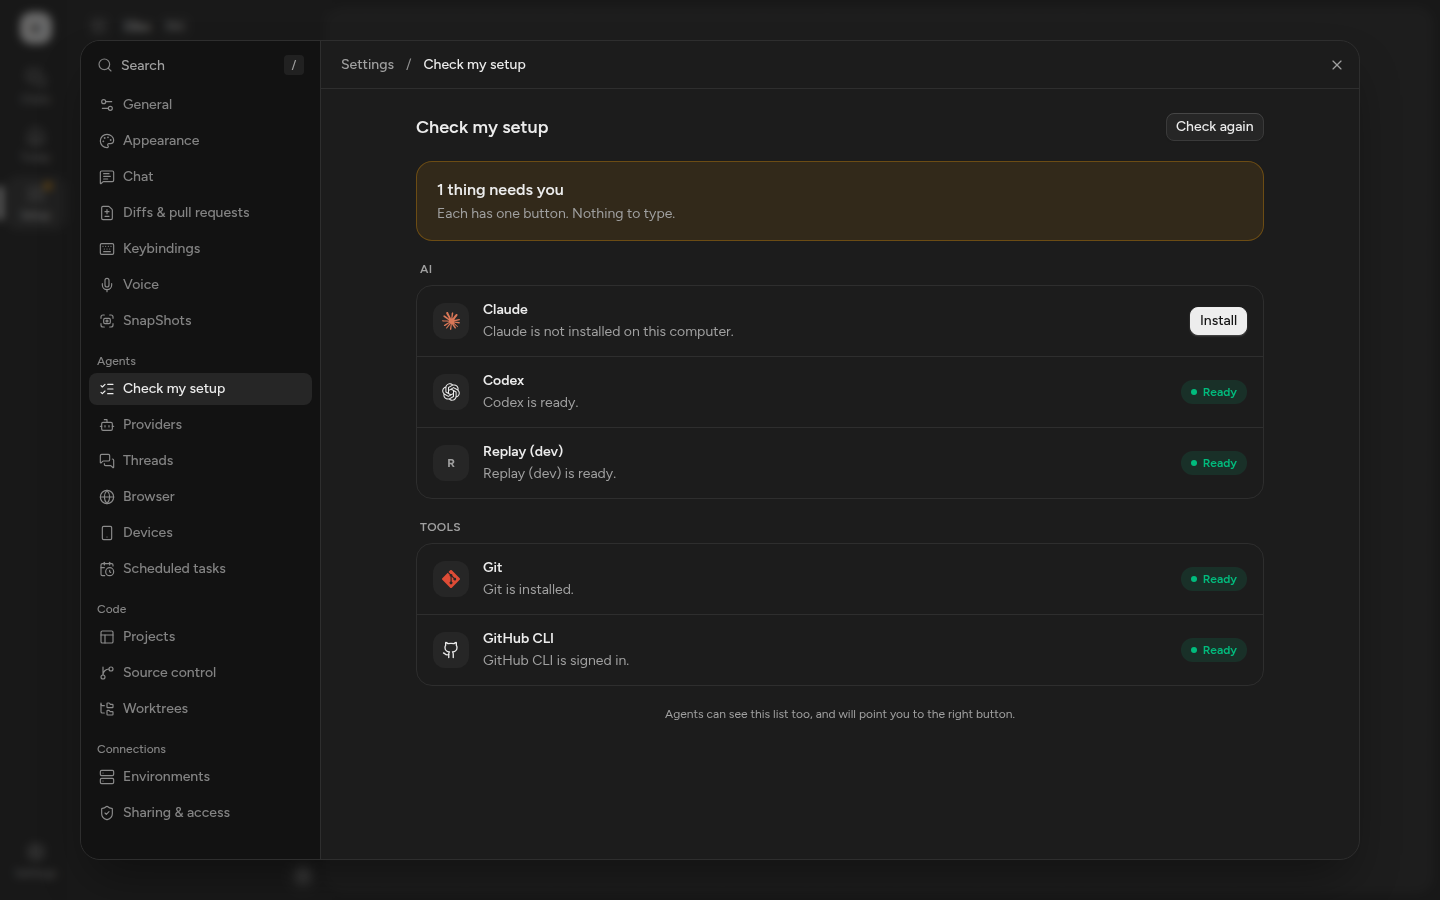 Search /
General
Appearance
Chat
Diffs & pull requests
Keybindings
Voice
SnapShots
Agents
Check my setup
Providers
Threads
Browser
Devices
Scheduled tasks
Code
Projects
Source control
Worktrees
Connections
Environments
Sharing & access
Settings / Check my setup
Check my setup
Check again
1 thing needs you
Each has one button. Nothing to type.
AI
Claude
Claude is not installed on this computer.
Install
Codex
Codex is ready.
Ready
R
Replay (dev)
Replay (dev) is ready.
Ready
TOOLS
Git
Git is installed.
Ready
GitHub CLI
GitHub CLI is signed in.
Ready
Agents can see this list too, and will point you to the right button.